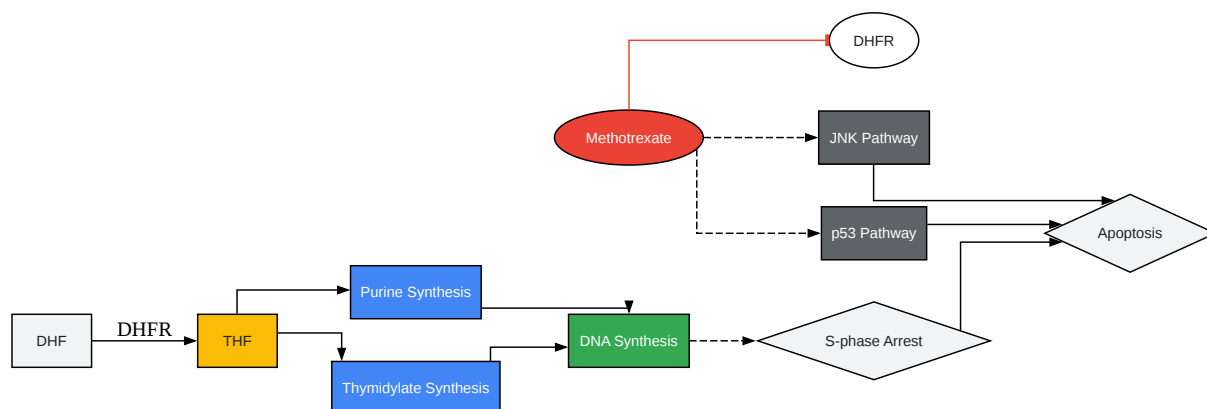 DHFR
Methotrexate
JNK Pathway
p53 Pathway
Apoptosis
Purine Synthesis
DHF
DHFR
THF
DNA Synthesis
S-phase Arrest
Thymidylate Synthesis